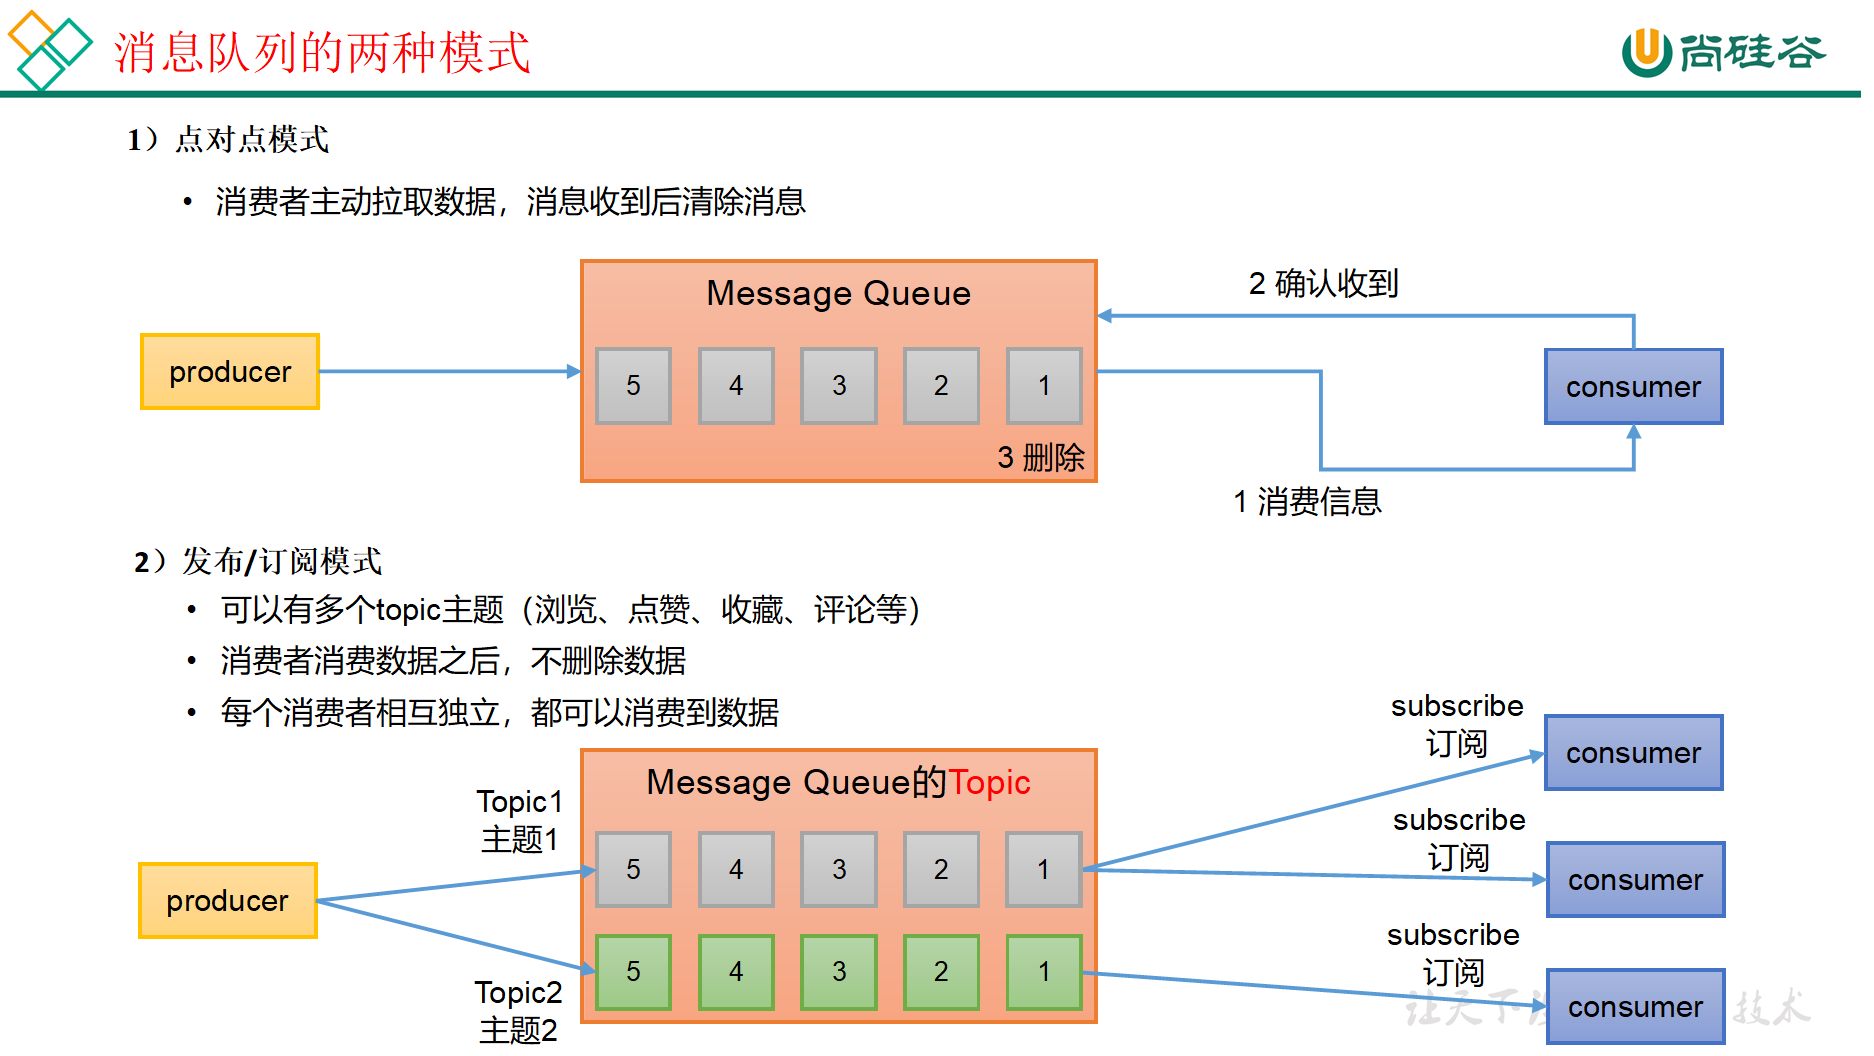 消息队列的两种模式
尚硅谷
1）点对点模式
• 消费者主动拉取数据，消息收到后清除消息
Message Queue
2 确认收到
producer
5 4 3 2 1
consumer
3 删除
1 消费信息
2）发布/订阅模式
• 可以有多个topic主题（浏览、点赞、收藏、评论等）
• 消费者消费数据之后，不删除数据
• 每个消费者相互独立，都可以消费到数据
subscribe
订阅
consumer
Message Queue的Topic
Topic1
主题1
5 4 3 2 1
subscribe
订阅
consumer
producer
5 4 3 2 1
subscribe
订阅
consumer
Topic2
主题2
让天下 技术